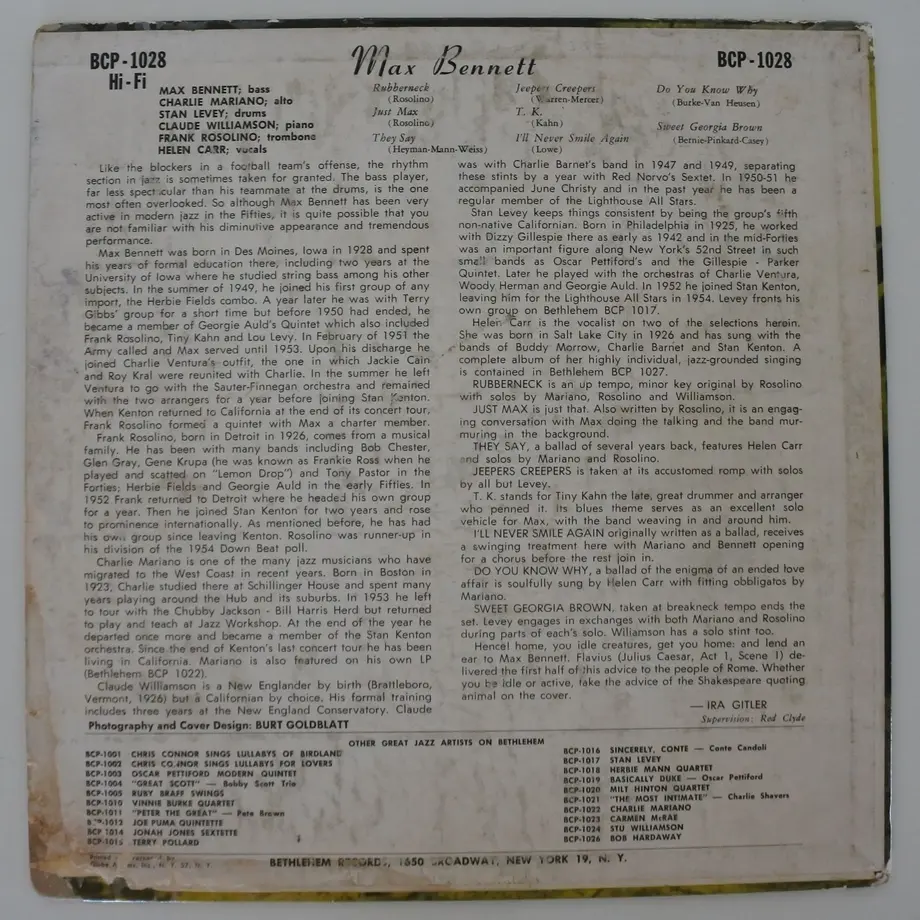 BCP-1028
Hi-Fi
Max Bennett
BCP-1028
MAX BENNETT; bass
CHARLIE MARIANO; alto
STAN LEVEY; drums
CLAUDE WILLIAMSON; piano
FRANK ROSOLINO; trombone
HELEN CARR; vocals
Rubberneck
(Rosolino)
Just Max
(Rosolino)
They Say
(Heyman-Mann-Weiss)
Jeepers Creepers
(Warren-Mercer)
T. K.
(Kahn)
I'll Never Smile Again
(Lowe)
Do You Know Why
(Burke-Van Heusen)
Sweet Georgia Brown
(Bernie-Pinkard-Casey)
Like the blockers in a football team's offense, the rhythm
section in jazz is sometimes taken for granted. The bass player,
far less spectacular than his teammate at the drums, is the one
most often overlooked. So although Max Bennett has been very
active in modern jazz in the Fifties, it is quite possible that you
are not familiar with his diminutive appearance and tremendous
performance.
Max Bennett was born in Des Moines, Iowa in 1928 and spent
his years of formal education there, including two years at the
University of Iowa where he studied string bass among his other
subjects. In the summer of 1949, he joined his first group of any
import, the Herbie Fields combo. A year later he was with Terry
Gibbs' group for a short time but before 1950 had ended, he
became a member of Georgie Auld's Quintet which also included
Frank Rosolino, Tiny Kahn and Lou Levy. In February of 1951 the
Army called and Max served until 1953. Upon his discharge he
joined Charlie Ventura's outfit, the one in which Jackie Cain
and Roy Kral were reunited with Charlie. In the summer he left
Ventura to go with the Sauter-Finnegan orchestra and remained
with the two arrangers for a year before joining Stan Kenton.
When Kenton returned to California at the end of its concert tour,
Frank Rosolino formed a quintet with Max a charter member.
Frank Rosolino, born in Detroit in 1926, comes from a musical
family. He has been with many bands including Bob Chester,
Glen Gray, Gene Krupa (he was known as Frankie Ross when he
played and scatted on "Lemon Drop") and Tony Pastor in the
Forties; Herbie Fields and Georgie Auld in the early Fifties. In
1952 Frank returned to Detroit where he headed his own group
for a year. Then he joined Stan Kenton for two years and rose
to prominence internationally. As mentioned before, he has had
his own group since leaving Kenton. Rosolino was runner-up in
his division of the 1954 Down Beat poll.
Charlie Mariano is one of the many jazz musicians who have
migrated to the West Coast in recent years. Born in Boston in
1923, Charlie studied there at Schillinger House and spent many
years playing around the Hub and its suburbs. In 1953 he left
to tour with the Chubby Jackson - Bill Harris Herd but returned
to play and teach at Jazz Workshop. At the end of the year he
departed once more and became a member of the Stan Kenton
orchestra. Since the end of Kenton's last concert tour he has been
living in California. Mariano is also featured on his own LP
(Bethlehem BCP 1022).
Claude Williamson is a New Englander by birth (Brattleboro,
Vermont, 1926) but a Californian by choice. His formal training
includes three years at the New England Conservatory. Claude
was with Charlie Barnet's band in 1947 and 1949, separating
these stints by a year with Red Norvo's Sextet. In 1950-51 he
accompanied June Christy and in the past year he has been a
regular member of the Lighthouse All Stars.
Stan Levey keeps things consistent by being the group's fifth
non-native Californian. Born in Philadelphia in 1925, he worked
with Dizzy Gillespie there as early as 1942 and in the mid-Forties
was an important figure along New York's 52nd Street in such
small bands as Oscar Pettiford's and the Gillespie - Parker
Quintet. Later he played with the orchestras of Charlie Ventura,
Woody Herman and Georgie Auld. In 1952 he joined Stan Kenton,
leaving him for the Lighthouse All Stars in 1954. Levey fronts his
own group on Bethlehem BCP 1017.
Helen Carr is the vocalist on two of the selections herein.
She was born in Salt Lake City in 1926 and has sung with the
bands of Buddy Morrow, Charlie Barnet and Stan Kenton. A
complete album of her highly individual, jazz-grounded singing
is contained in Bethlehem BCP 1027.
RUBBERNECK is an up tempo, minor key original by Rosolino
with solos by Mariano, Rosolino and Williamson.
JUST MAX is just that. Also written by Rosolino, it is an engag-
ing conversation with Max doing the talking and the band mur-
muring in the background.
THEY SAY, a ballad of several years back, features Helen Carr
and solos by Mariano and Rosolino.
JEEPERS CREEPERS is taken at its accustomed romp with solos
by all but Levey.
T. K. stands for Tiny Kahn the late, great drummer and arranger
who penned it. Its blues theme serves as an excellent solo
vehicle for Max, with the band weaving in and around him.
I'LL NEVER SMILE AGAIN originally written as a ballad, receives
a swinging treatment here with Mariano and Bennett opening
for a chorus before the rest join in.
DO YOU KNOW WHY, a ballad of the enigma of an ended love
affair is soulfully sung by Helen Carr with fitting obbligatos by
Mariano.
SWEET GEORGIA BROWN, taken at breakneck tempo ends the
set. Levey engages in exchanges with both Mariano and Rosolino
during parts of each's solo. Wiliamson has a solo stint too.
Hence! home, you idle creatures, get you home: and lend an
ear to Max Bennett. Flavius (Julius Caesar, Act 1, Scene 1) de-
livered the first half of this advice to the people of Rome. Whether
you be idle or active, take the advice of the Shakespeare quoting
animal on the cover.
— IRA GITLER
Supervision: Red Clyde
Photography and Cover Design: BURT GOLDBLATT
OTHER GREAT JAZZ ARTISTS ON BETHLEHEM
BCP-1001 CHRIS CONNOR SINGS LULLABYS OF BIRDLAND
BCP-1002 CHRIS CONNOR SINGS LULLABYS FOR LOVERS
BCP-1003 OSCAR PETTIFORD MODERN QUINTET
BCP-1004 "GREAT SCOTT" — Bobby Scott Trio
BCP-1005 RUBY BRAFF SWINGS
BCP-1010 VINNIE BURKE QUARTET
BCP-1011 "PETER THE GREAT" — Pete Brown
BCP-1012 JOE PUMA QUINTETTE
BCP 1014 JONAH JONES SEXTETTE
BCP-1015 TERRY POLLARD
BCP-1016 SINCERELY, CONTE — Conte Candoli
BCP-1017 STAN LEVEY
BCP-1018 HERBIE MANN QUARTET
BCP-1019 BASICALLY DUKE — Oscar Pettiford
BCP-1020 MILT HINTON QUARTET
BCP-1021 "THE MOST INTIMATE" — Charlie Shavers
BCP-1022 CHARLIE MARIANO
BCP-1023 CARMEN McRAE
BCP-1024 STU WILLIAMSON
BCP-1026 BOB HARDAWAY
Printed by
N. Y. 37, N. Y.
BETHLEHEM RECORDS, 1650 BROADWAY, NEW YORK 19, N. Y.